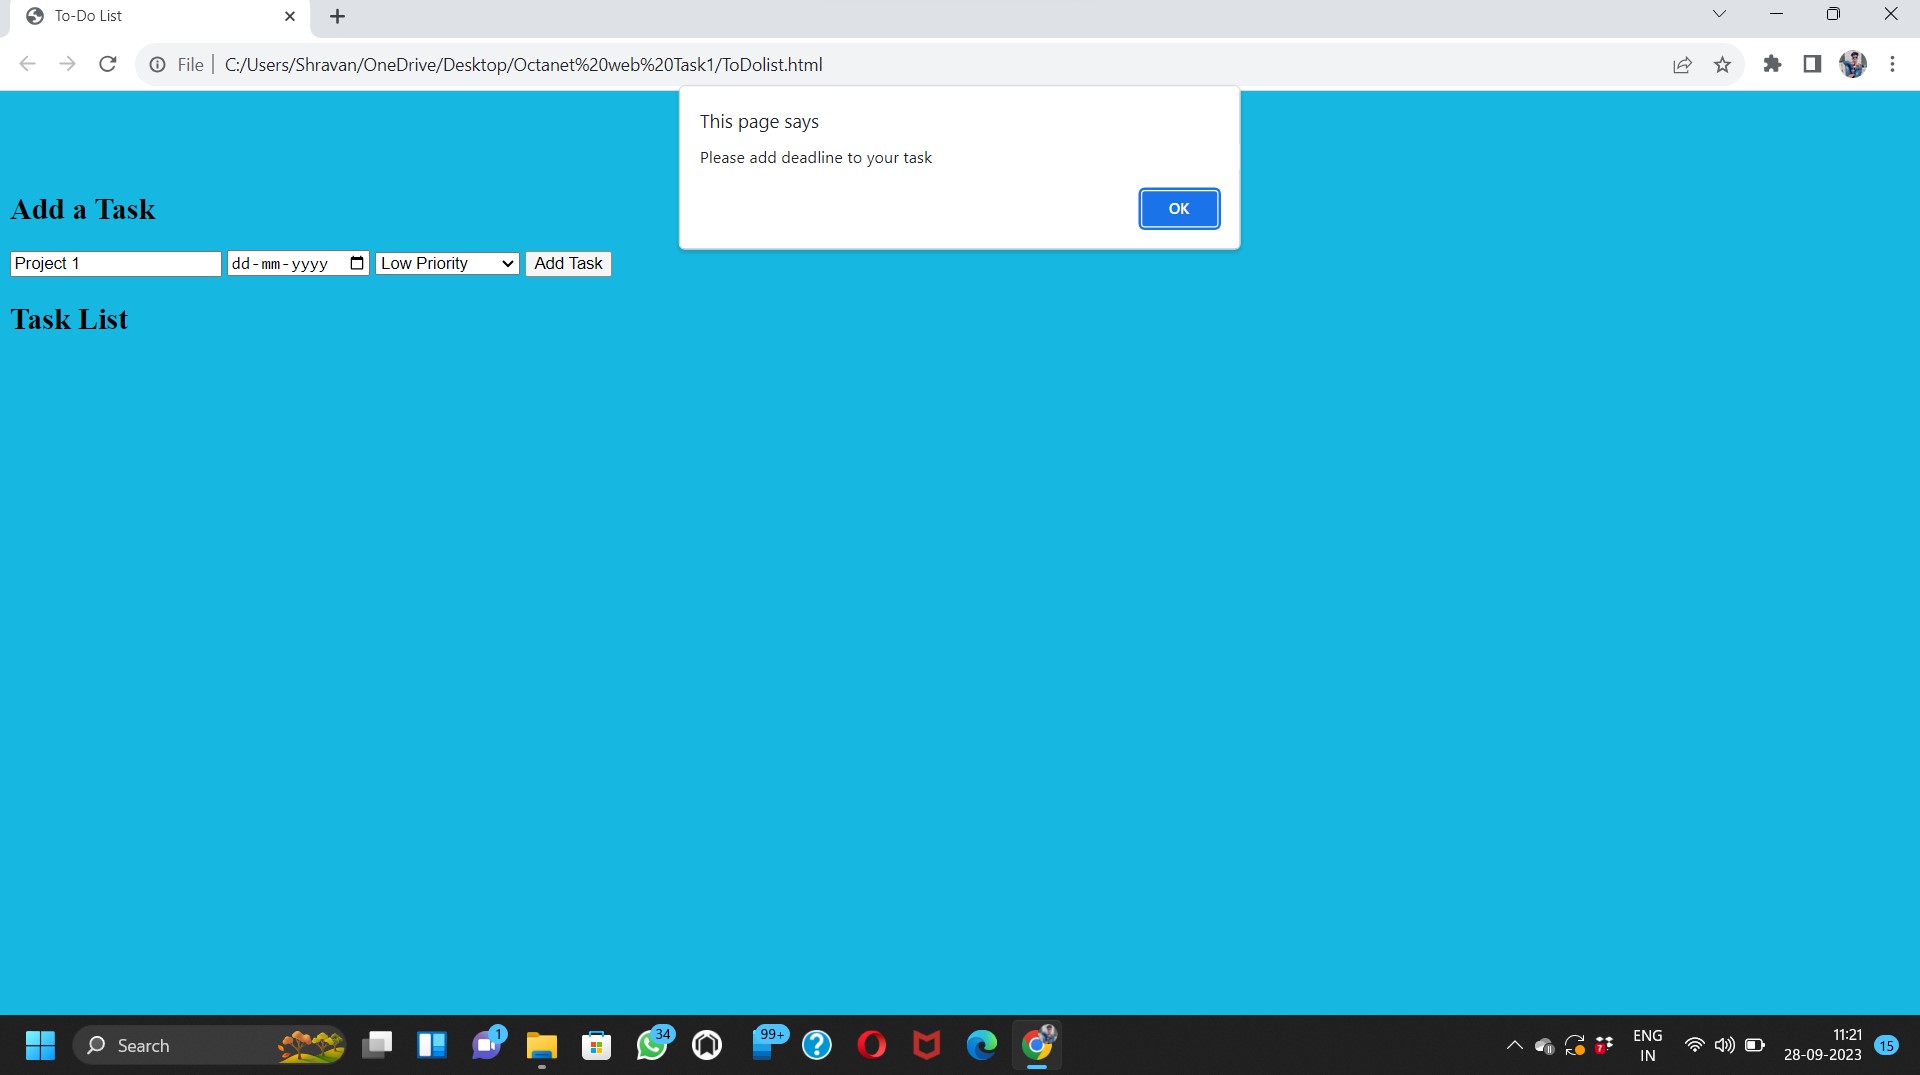 To-Do List
File
C:/Users/Shravan/OneDrive/Desktop/Octanet%20web%20Task1/ToDolist.html
This page says
Please add deadline to your task
OK
Add a Task
Project 1
dd-mm-yyyy
Low Priority
Add Task
Task List
Search
1
34
99+
?
7
ENG
IN
11:21
28-09-2023
15